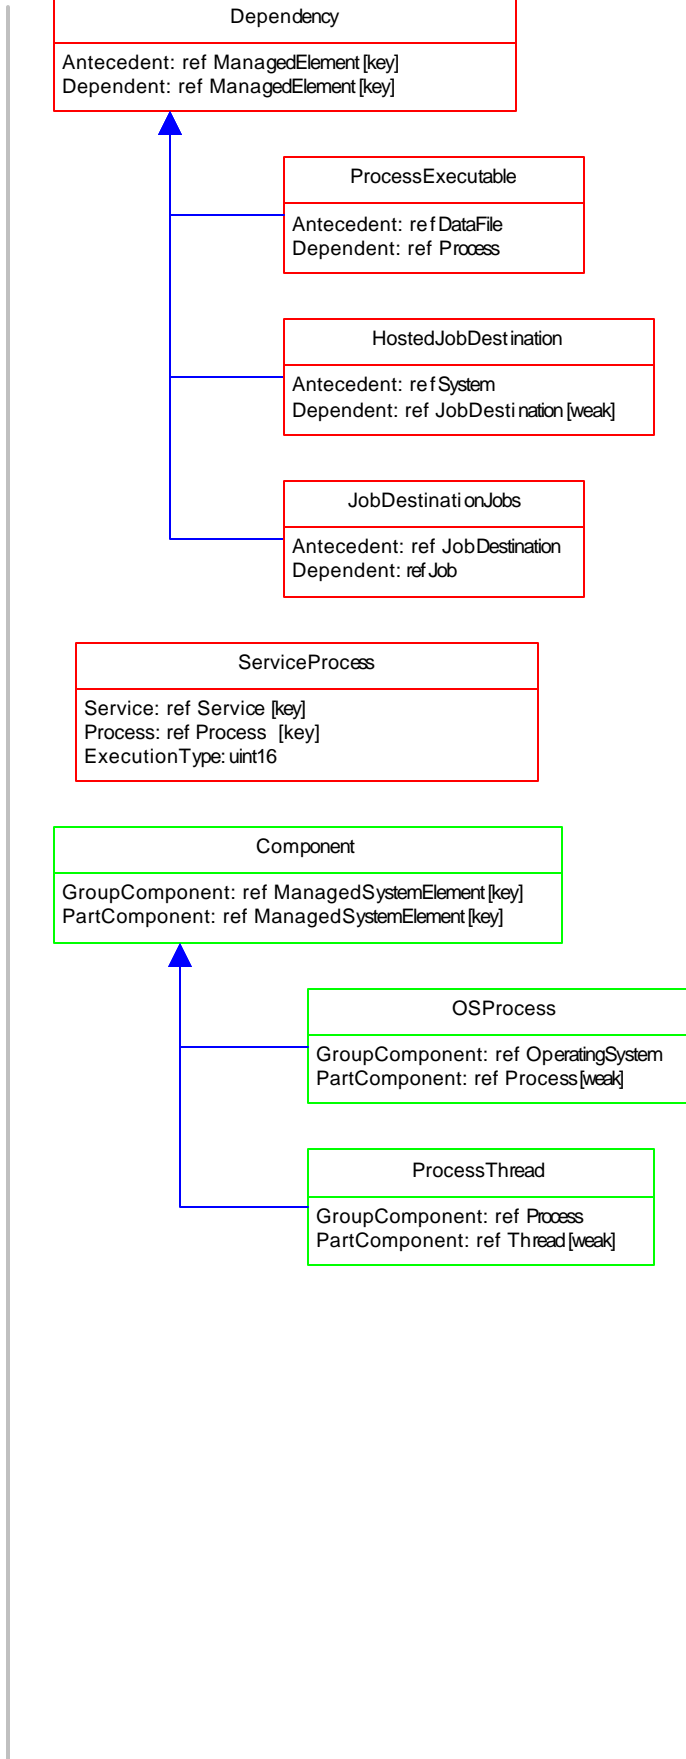 Dependency
Antecedent: ref ManagedElement [key]
Dependent: ref ManagedElement [key]
ProcessExecutable
Antecedent: ref DataFile
Dependent: ref Process
HostedJobDestination
Antecedent: ref System
Dependent: ref JobDestination [weak]
JobDestinationJobs
Antecedent: ref JobDestination
Dependent: ref Job
ServiceProcess
Service: ref Service [key]
Process: ref Process [key]
ExecutionType: uint16
Component
GroupComponent: ref ManagedSystemElement [key]
PartComponent: ref ManagedSystemElement [key]
OSProcess
GroupComponent: ref OperatingSystem
PartComponent: ref Process [weak]
ProcessThread
GroupComponent: ref Process
PartComponent: ref Thread [weak]